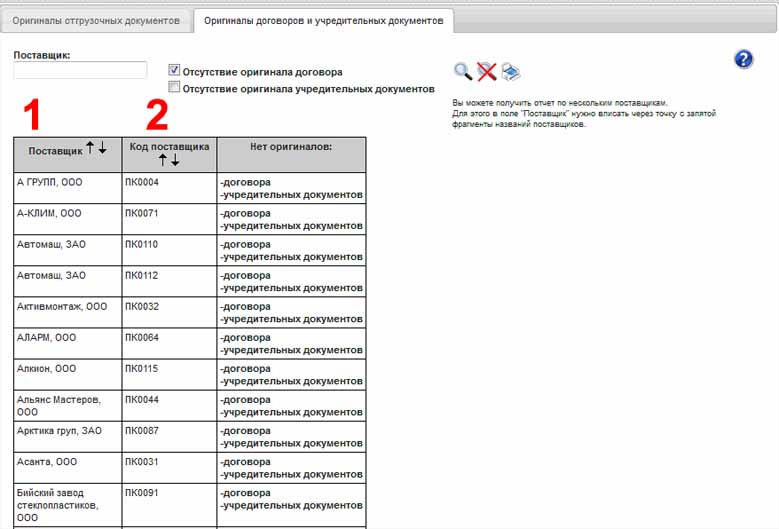 Оригиналы отгрузочных документов
Оригиналы договоров и учредительных документов
Поставщик:
Отсутствие оригинала договора
Отсутствие оригинала учредительных документов
Вы можете получить отчет по нескольким поставщикам.
Для этого в поле "Поставщик" нужно вписать через точку с запятой
фрагменты названий поставщиков.
1
2
Поставщик
Код поставщика
Нет оригиналов:
А ГРУПП, ООО
ПК0004
-договора
-учредительных документов
А-КЛИМ, ООО
ПК0071
-договора
-учредительных документов
Автомаш, ЗАО
ПК0110
-договора
-учредительных документов
Автомаш, ЗАО
ПК0112
-договора
-учредительных документов
Активмонтаж, ООО
ПК0032
-договора
-учредительных документов
АЛАРМ, ООО
ПК0064
-договора
-учредительных документов
Алкион, ООО
ПК0115
-договора
-учредительных документов
Альянс Мастеров,
ООО
ПК0044
-договора
-учредительных документов
Арктика груп, ЗАО
ПК0087
-договора
-учредительных документов
Асанта, ООО
ПК0031
-договора
-учредительных документов
Бийский завод
стеклопластиков,
ООО
ПК0091
-договора
-учредительных документов